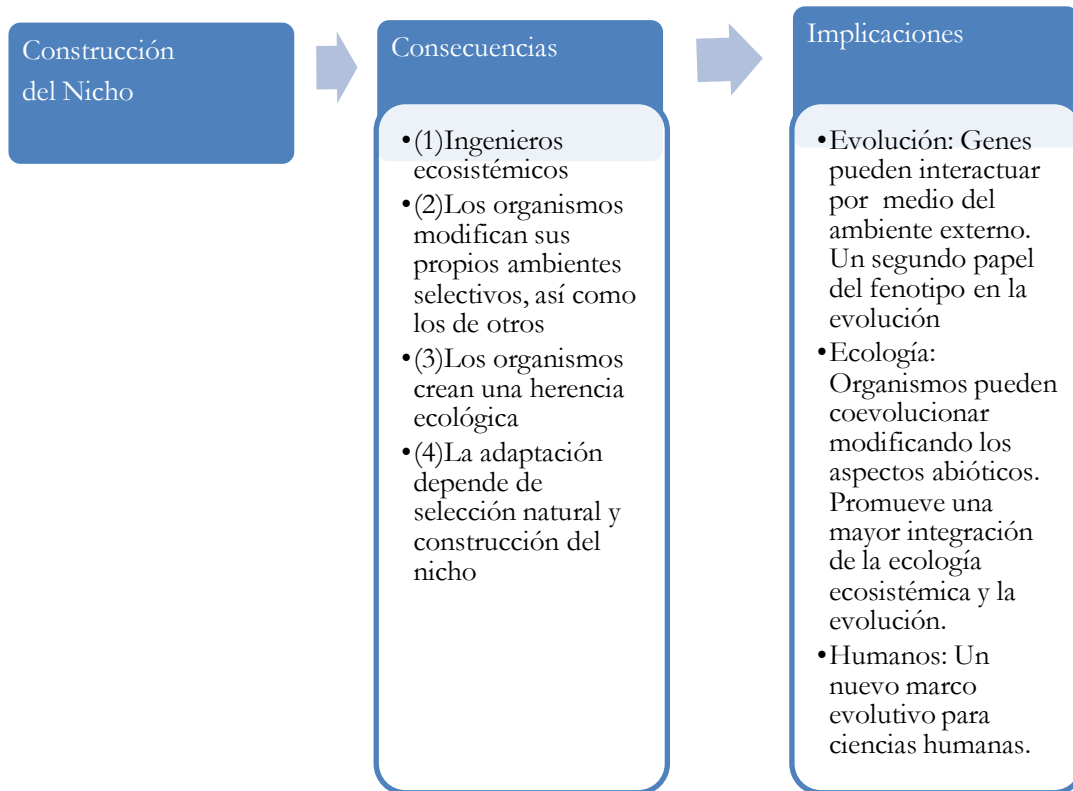 Construcción
del Nicho
Consecuencias
•(1)Ingenieros
ecosistémicos
•(2)Los organismos
modifican sus
propios ambientes
selectivos, así como
los de otros
•(3)Los organismos
crean una herencia
ecológica
•(4)La adaptación
depende de
selección natural y
construcción del
nicho
Implicaciones
•Evolución: Genes
pueden interactuar
por medio del
ambiente externo.
Un segundo papel
del fenotipo en la
evolución
•Ecología:
Organismos pueden
coevolucionar
modificando los
aspectos abióticos.
Promueve una
mayor integración
de la ecología
ecosistémica y la
evolución.
•Humanos: Un
nuevo marco
evolutivo para
ciencias humanas.